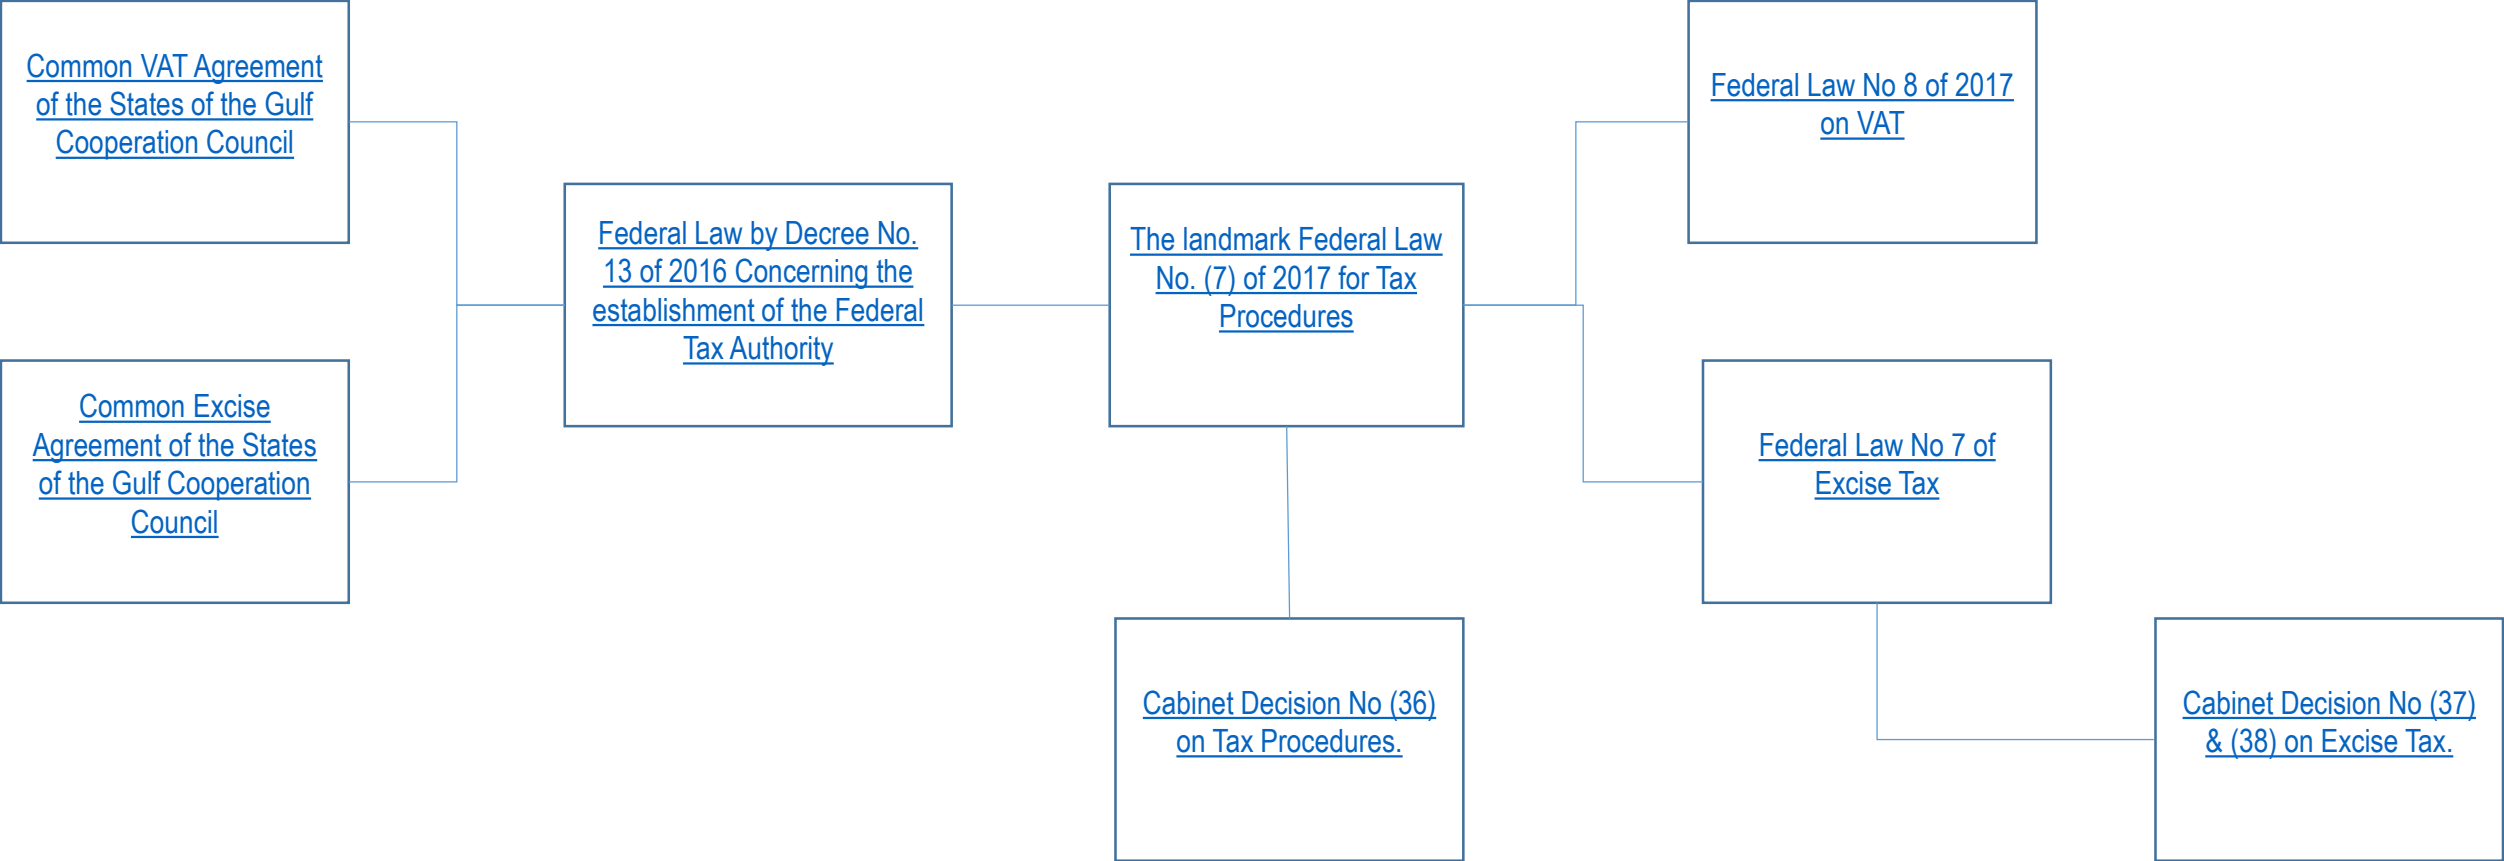 Common VAT Agreement
of the States of the Gulf
Cooperation Council
Common Excise
Agreement of the States
of the Gulf Cooperation
Council
Federal Law by Decree No.
13 of 2016 Concerning the
establishment of the Federal
Tax Authority
The landmark Federal Law
No. (7) of 2017 for Tax
Procedures
Cabinet Decision No (36)
on Tax Procedures.
Federal Law No 8 of 2017
on VAT
Federal Law No 7 of
Excise Tax
Cabinet Decision No (37)
& (38) on Excise Tax.